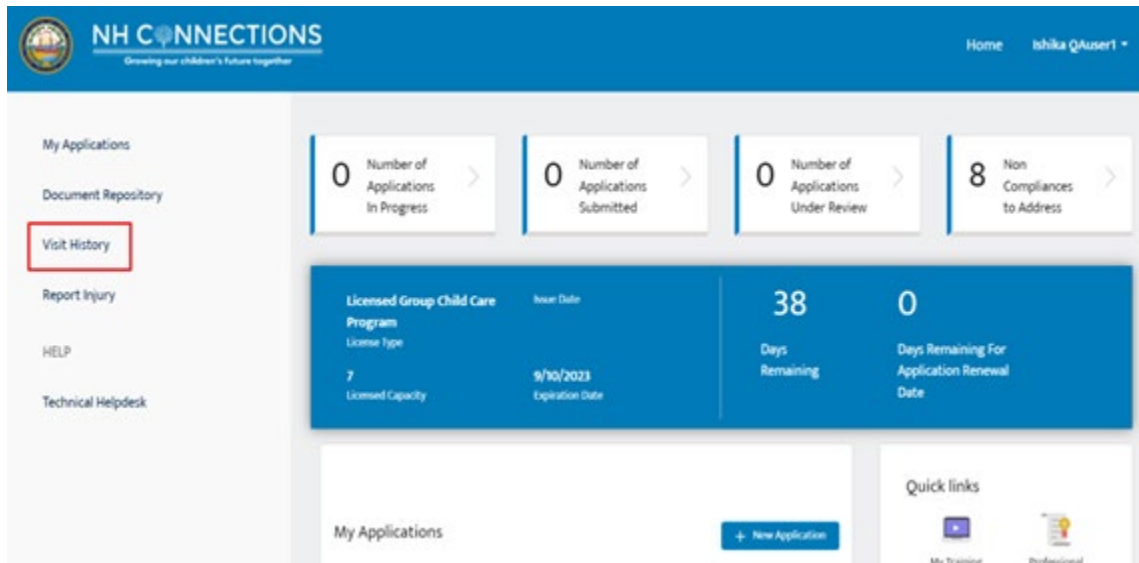 NH CONNECTIONS
Growing our children's future together
Home
Ishika QAuser1
My Applications
Document Repository
Visit History
Report Injury
HELP
Technical Helpdesk
0
Number of
Applications
In Progress
0
Number of
Applications
Submitted
0
Number of
Applications
Under Review
8
Non
Compliances
to Address
Licensed Group Child Care
Program
License Type
7
Licensed Capacity
Issue Date
9/10/2023
Expiration Date
38
Days
Remaining
0
Days Remaining For
Application Renewal
Date
My Applications
+ New Application
Quick links
My Training
Professional